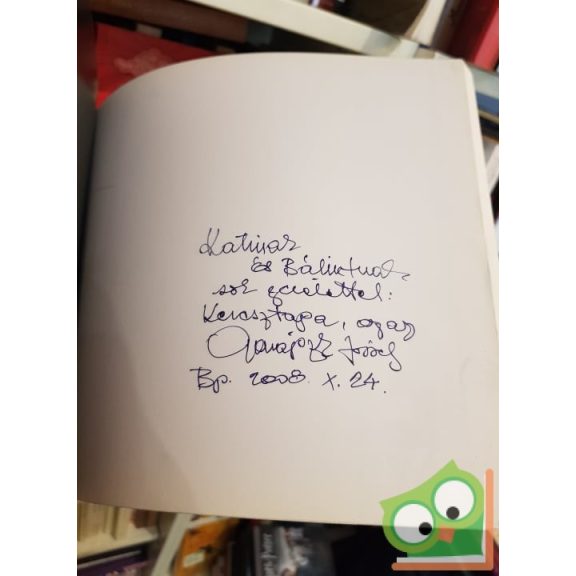 Katinak
és Bálintnak
sok szeretettel:
Keresztapa, azaz
József
Bp. 2008. X. 24.